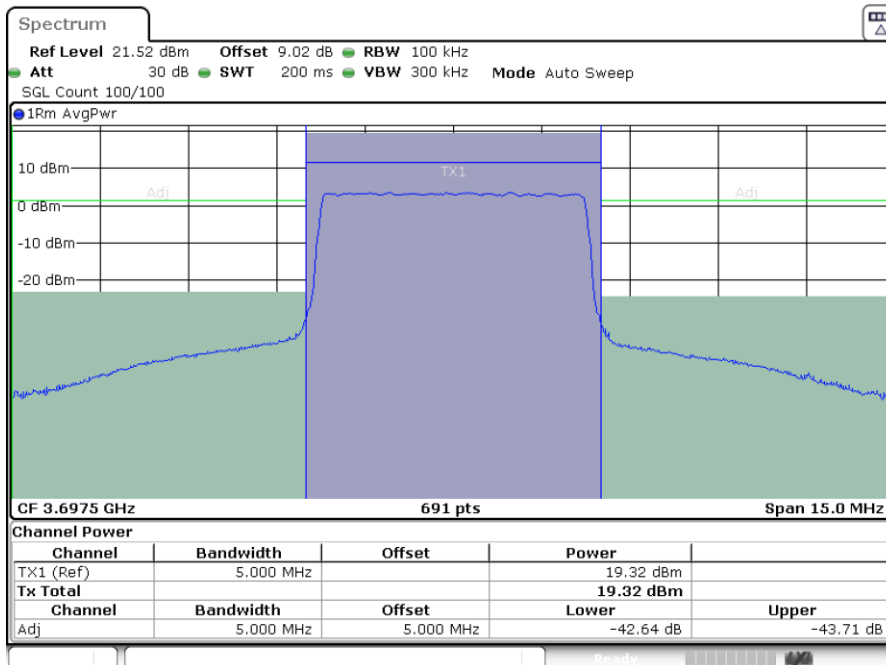 Spectrum
Ref Level 21.52 dBm Offset 9.02 dB RBW 100 kHz
Att 30 dB SWT 200 ms VBW 300 kHz Mode Auto Sweep
SGL Count 100/100
1Rm AvgPwr
10 dBm
TX1
Adj Adj
0 dBm
-10 dBm
-20 dBm
CF 3.6975 GHz 691 pts Span 15.0 MHz
Channel Power
Channel Bandwidth Offset Power
TX1 (Ref) 5.000 MHz 19.32 dBm
Tx Total 19.32 dBm
Channel Bandwidth Offset Lower Upper
Adj 5.000 MHz 5.000 MHz -42.64 dB -43.71 dB
Ready